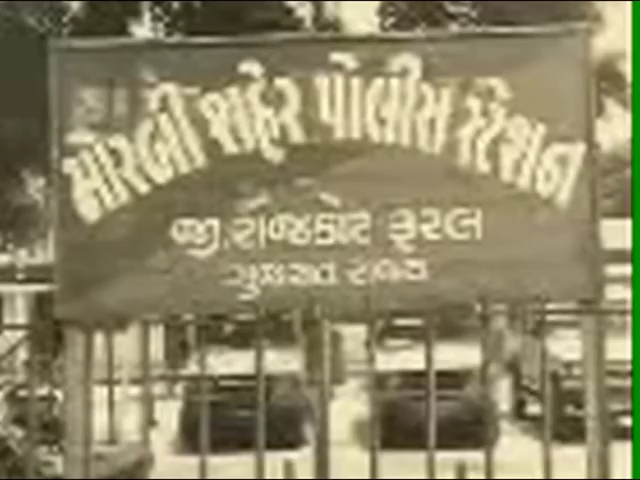 મોરબી શહેર પોલીસ સ્ટેશન
જી. રાજકોટ રૂરલ
ગુજરાત રાજ્ય